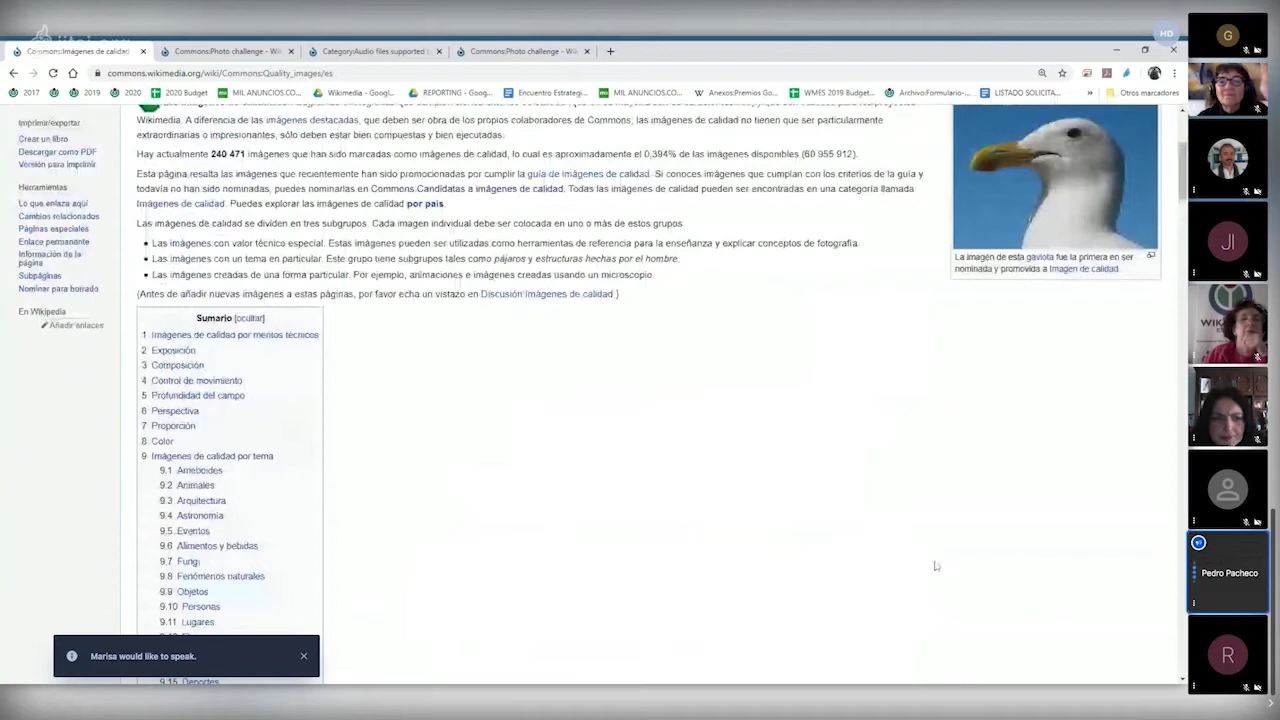 MD
Commons:Imágenes de calidad
Commons:Photo challenge - Wi
Category:Audio files supported b
Commons:Photo challenge - Wi
commons.wikimedia.org/wiki/Commons:Quality_images/es
2017
2019
2020
2020 Budget
MIL ANUNCIOS.CO...
Wikimedia - Googl...
REPORTING - Goog...
Encuentro Estrategi...
MIL ANUNCIOS.CO...
Anexos:Premios Go...
WMES 2019 Budget...
Archivo:Formulario-...
LISTADO SOLICITA...
»
Otros marcadores
Imprimir/exportar
Crear un libro
Descargar como PDF
Versión para imprimir
Herramientas
Lo que enlaza aquí
Cambios relacionados
Páginas especiales
Enlace permanente
Información de la
página
Subpáginas
Nominar para borrado
En Wikipedia
Añadir enlaces
Wikimedia. A diferencia de las imágenes destacadas, que deben ser obra de los propios colaboradores de Commons, las imágenes de calidad no tienen que ser particularmente
extraordinarias o impresionantes, sólo deben estar bien compuestas y bien ejecutadas.
Hay actualmente 240 471 imágenes que han sido marcadas como imágenes de calidad, lo cual es aproximadamente el 0,394% de las imágenes disponibles (60 955 912).
Esta página resalta las imágenes que recientemente han sido promocionadas por cumplir la guía de imágenes de calidad. Si conoces imágenes que cumplan con los criterios de la guía y
todavía no han sido nominadas, puedes nominarlas en Commons:Candidatas a imágenes de calidad. Todas las imágenes de calidad pueden ser encontradas en una categoría llamada
Imágenes de calidad. Puedes explorar las imágenes de calidad por país.
Las imágenes de calidad se dividen en tres subgrupos. Cada imagen individual debe ser colocada en uno o más de estos grupos.
Las imágenes con valor técnico especial. Estas imágenes pueden ser utilizadas como herramientas de referencia para la enseñanza y explicar conceptos de fotografía.
Las imágenes con un tema en particular. Este grupo tiene subgrupos tales como pájaros y estructuras hechas por el hombre.
Las imágenes creadas de una forma particular. Por ejemplo, animaciones e imágenes creadas usando un microscopio.
(Antes de añadir nuevas imágenes a estas páginas, por favor echa un vistazo en Discusión Imágenes de calidad.)
La imagen de esta gaviota fue la primera en ser
nominada y promovida a Imagen de calidad.
Sumario [ocultar]
1 Imágenes de calidad por meritos técnicos
2 Exposición
3 Composición
4 Control de movimiento
5 Profundidad del campo
6 Perspectiva
7 Proporción
8 Color
9 Imágenes de calidad por tema
9.1 Ameboides
9.2 Animales
9.3 Arquitectura
9.4 Astronomía
9.5 Eventos
9.6 Alimentos y bebidas
9.7 Fungi
9.8 Fenómenos naturales
9.9 Objetos
9.10 Personas
9.11 Lugares
9.15 Deportes
Marisa would like to speak.
G
JI
WIK
Pedro Pacheco
R